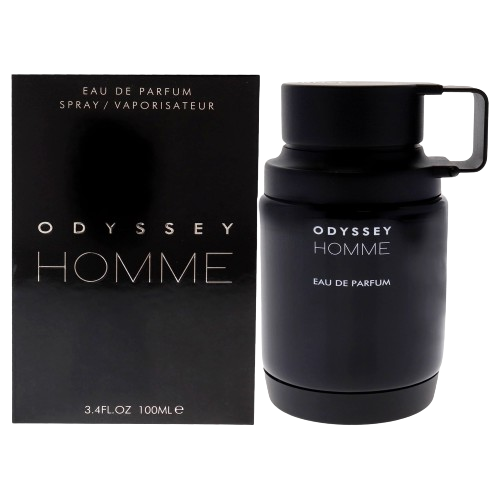 EAU DE PARFUM
SPRAY / VAPORISATEUR
ODYSSEY
HOMME
3.4FL.OZ 100ML℮
ODYSSEY
HOMME
EAU DE PARFUM